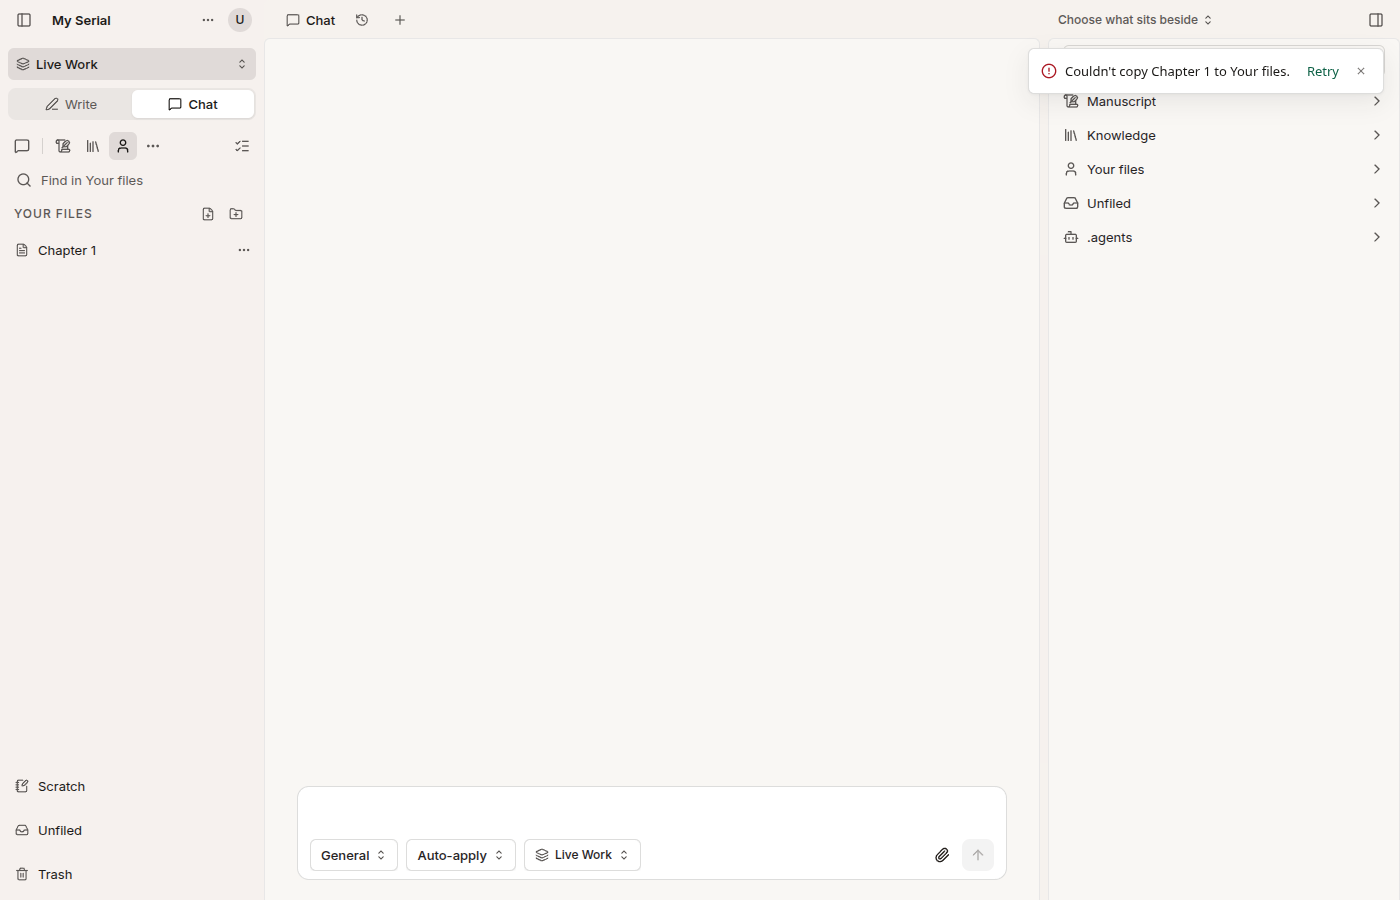 My Serial
U
Chat
Choose what sits beside
Live Work
Couldn't copy Chapter 1 to Your files.
Retry
Write
Chat
Manuscript
Knowledge
Find in Your files
Your files
YOUR FILES
Unfiled
.agents
Chapter 1
Scratch
Unfiled
Trash
General
Auto-apply
Live Work